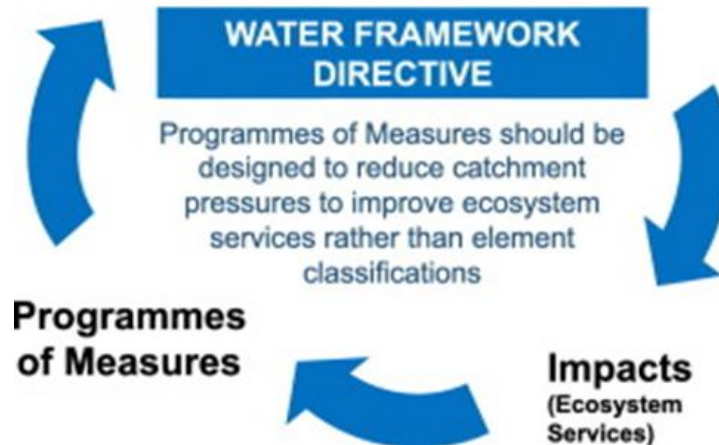 WATER FRAMEWORK
DIRECTIVE
Programmes of Measures should be
designed to reduce catchment
pressures to improve ecosystem
services rather than element
classifications
Programmes
of Measures
Impacts
(Ecosystem
Services)